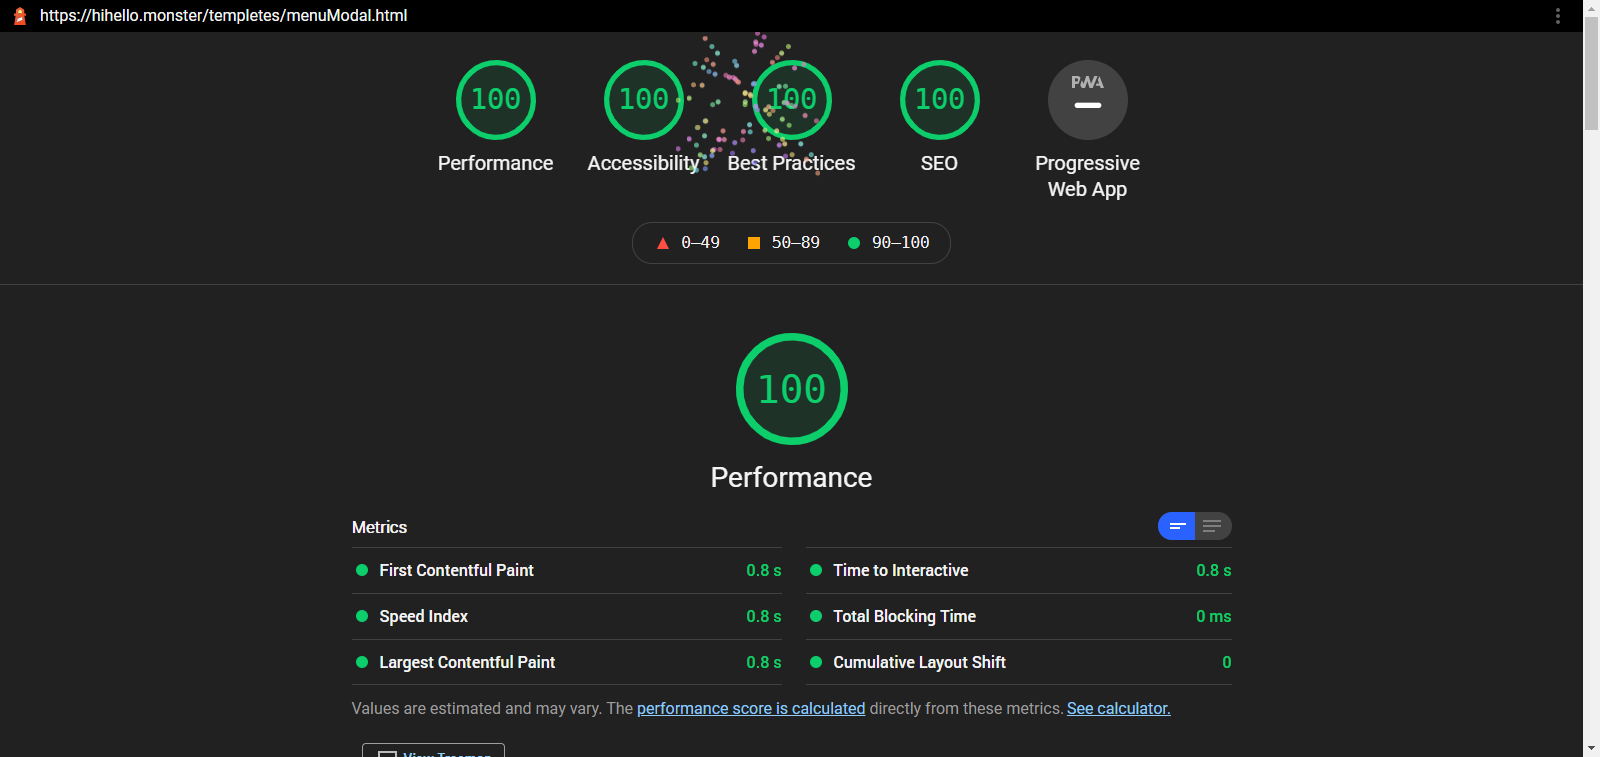 https://hihello.monster/templetes/menuModal.html
100 100 100 100 PWA
Performance Accessibility Best Practices SEO Progressive Web App
0–49 50–89 90–100
100
Performance
Metrics
First Contentful Paint 0.8 s Time to Interactive 0.8 s
Speed Index 0.8 s Total Blocking Time 0 ms
Largest Contentful Paint 0.8 s Cumulative Layout Shift 0
Values are estimated and may vary. The performance score is calculated directly from these metrics. See calculator.
View Treemap